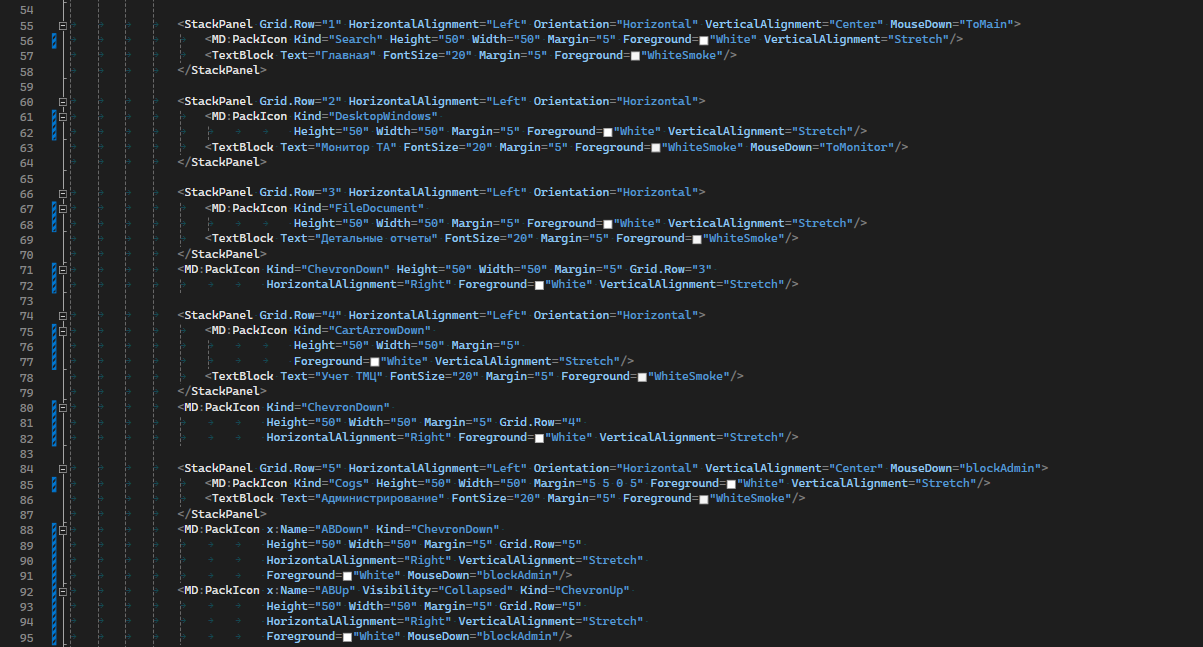 54
55 <StackPanel Grid.Row="1" HorizontalAlignment="Left" Orientation="Horizontal" VerticalAlignment="Center" MouseDown="ToMain">
56 <MD:PackIcon Kind="Search" Height="50" Width="50" Margin="5" Foreground="White" VerticalAlignment="Stretch"/>
57 <TextBlock Text="Главная" FontSize="20" Margin="5" Foreground="WhiteSmoke"/>
58 </StackPanel>
59
60 <StackPanel Grid.Row="2" HorizontalAlignment="Left" Orientation="Horizontal">
61 <MD:PackIcon Kind="DesktopWindows"
62 Height="50" Width="50" Margin="5" Foreground="White" VerticalAlignment="Stretch"/>
63 <TextBlock Text="Монитор ТА" FontSize="20" Margin="5" Foreground="WhiteSmoke" MouseDown="ToMonitor"/>
64 </StackPanel>
65
66 <StackPanel Grid.Row="3" HorizontalAlignment="Left" Orientation="Horizontal">
67 <MD:PackIcon Kind="FileDocument"
68 Height="50" Width="50" Margin="5" Foreground="White" VerticalAlignment="Stretch"/>
69 <TextBlock Text="Детальные отчеты" FontSize="20" Margin="5" Foreground="WhiteSmoke"/>
70 </StackPanel>
71 <MD:PackIcon Kind="ChevronDown" Height="50" Width="50" Margin="5" Grid.Row="3"
72 HorizontalAlignment="Right" Foreground="White" VerticalAlignment="Stretch"/>
73
74 <StackPanel Grid.Row="4" HorizontalAlignment="Left" Orientation="Horizontal">
75 <MD:PackIcon Kind="CartArrowDown"
76 Height="50" Width="50" Margin="5"
77 Foreground="White" VerticalAlignment="Stretch"/>
78 <TextBlock Text="Учет ТМЦ" FontSize="20" Margin="5" Foreground="WhiteSmoke"/>
79 </StackPanel>
80 <MD:PackIcon Kind="ChevronDown"
81 Height="50" Width="50" Margin="5" Grid.Row="4"
82 HorizontalAlignment="Right" Foreground="White" VerticalAlignment="Stretch"/>
83
84 <StackPanel Grid.Row="5" HorizontalAlignment="Left" Orientation="Horizontal" VerticalAlignment="Center" MouseDown="blockAdmin">
85 <MD:PackIcon Kind="Cogs" Height="50" Width="50" Margin="5 5 0 5" Foreground="White" VerticalAlignment="Stretch"/>
86 <TextBlock Text="Администрирование" FontSize="20" Margin="5" Foreground="WhiteSmoke"/>
87 </StackPanel>
88 <MD:PackIcon x:Name="ABDown" Kind="ChevronDown"
89 Height="50" Width="50" Margin="5" Grid.Row="5"
90 HorizontalAlignment="Right" VerticalAlignment="Stretch"
91 Foreground="White" MouseDown="blockAdmin"/>
92 <MD:PackIcon x:Name="ABUp" Visibility="Collapsed" Kind="ChevronUp"
93 Height="50" Width="50" Margin="5" Grid.Row="5"
94 HorizontalAlignment="Right" VerticalAlignment="Stretch"
95 Foreground="White" MouseDown="blockAdmin"/>